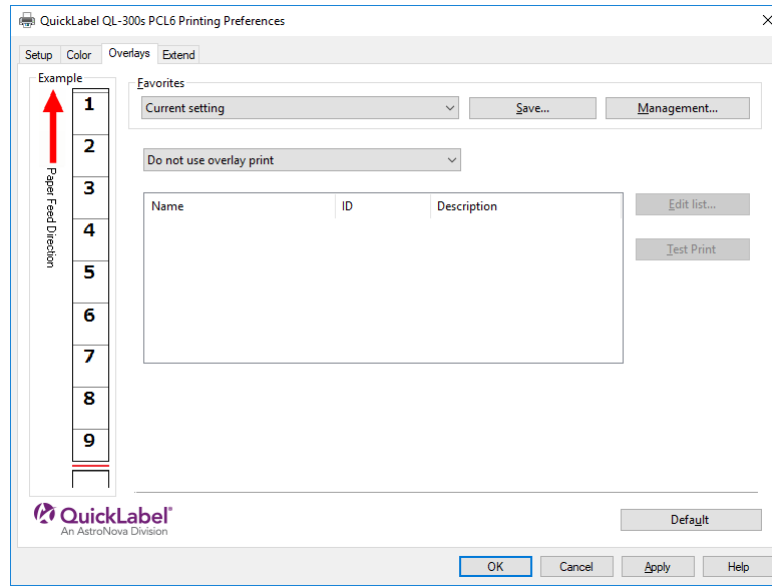 QuickLabel QL-300s PCL6 Printing Preferences
Setup Color Overlays Extend
Example
Paper Feed Direction
1
2
3
4
5
6
7
8
9
Favorites
Current setting Save... Management...
Do not use overlay print
Name ID Description
Edit list...
Test Print
QuickLabel®
An AstroNova Division
Default
OK Cancel Apply Help